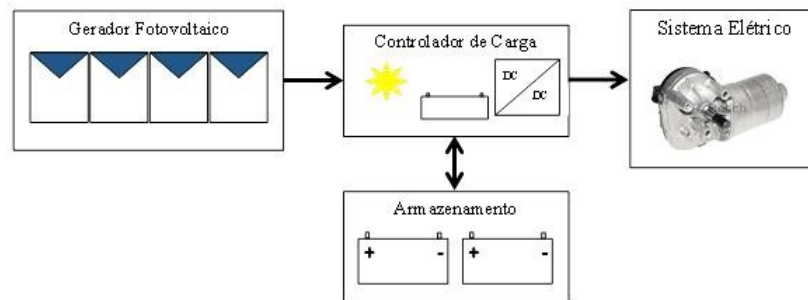 Gerador Fotovoltaico
Controlador de Carga
Sistema Elétrico
DC
DC
Armazenamento
+ - + -